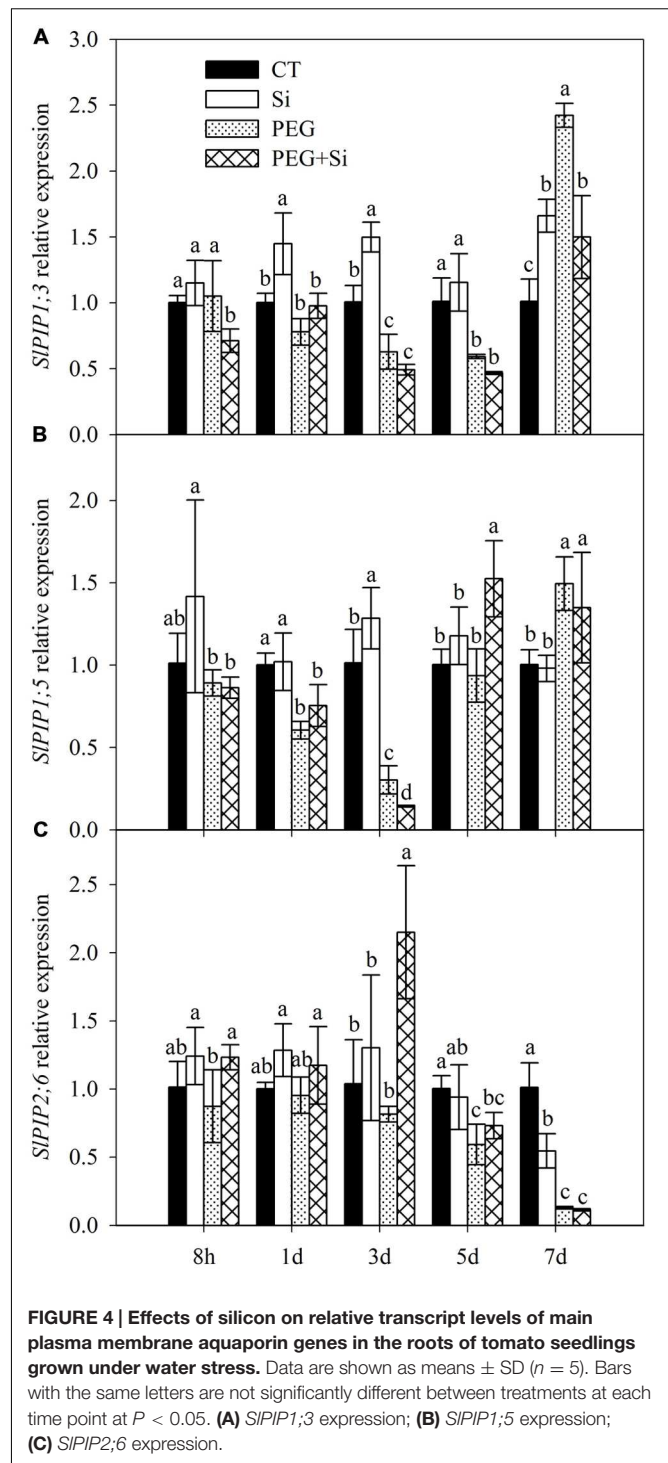 A
3.0
2.5
2.0
1.5
1.0
0.5
0.0
SlPIP1;3 relative expression
CT
Si
PEG
PEG+Si
a a a b
b a b b
b a c c
a a b b
c b a b
B
2.0
1.5
1.0
0.5
0.0
SlPIP1;5 relative expression
ab a b b
a a b b
b a c d
b b b a
b b a a
C
2.5
2.0
1.5
1.0
0.5
0.0
SlPIP2;6 relative expression
ab a b a
ab a ab a
b b b a
a ab c bc
a b c c
8h 1d 3d 5d 7d
FIGURE 4 | Effects of silicon on relative transcript levels of main
plasma membrane aquaporin genes in the roots of tomato seedlings
grown under water stress. Data are shown as means ± SD (n = 5). Bars
with the same letters are not significantly different between treatments at each
time point at P < 0.05. (A) SlPIP1;3 expression; (B) SlPIP1;5 expression;
(C) SlPIP2;6 expression.